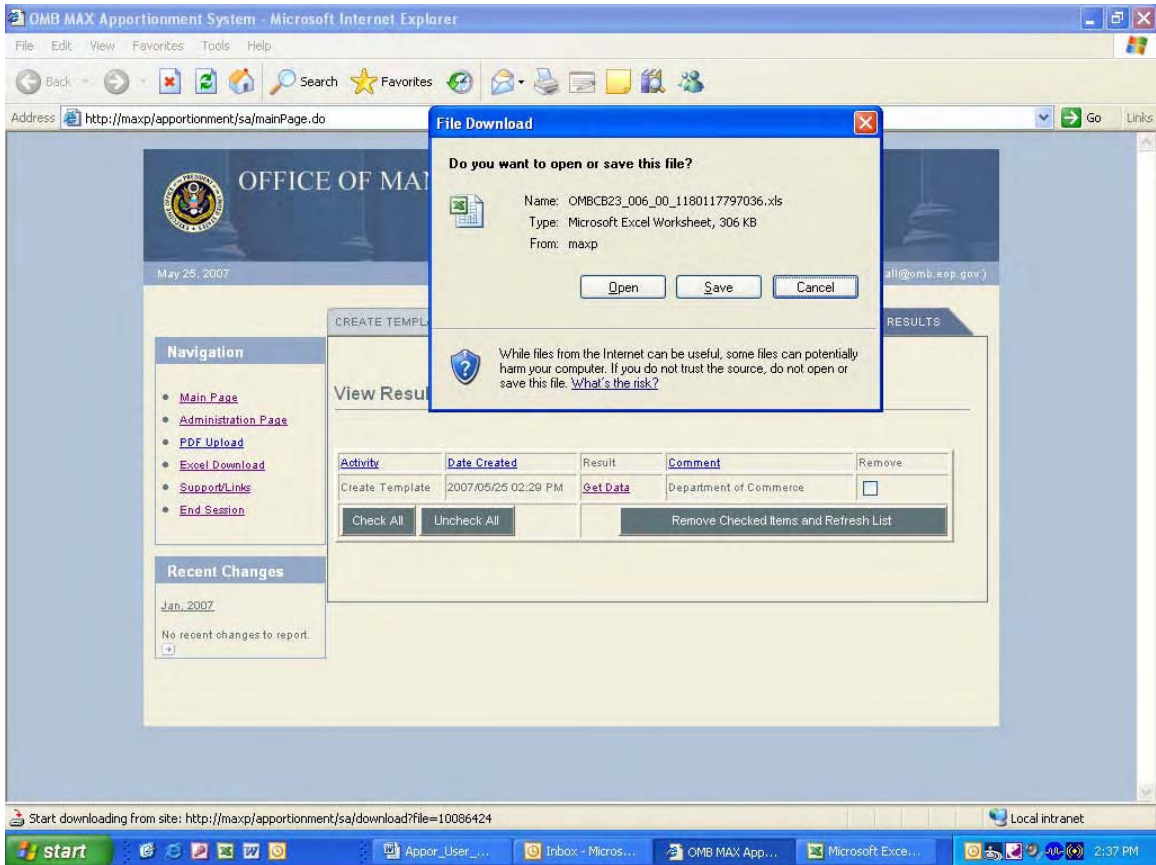 OMB MAX Apportionment System - Microsoft Internet Explorer
File Edit View Favorites Tools Help
Back Search Favorites
Address http://maxp/apportionment/sa/mainPage.do Go Links
File Download
Do you want to open or save this file?
Name: OMBCB23_006_00_1180117797036.xls
Type: Microsoft Excel Worksheet, 306 KB
From: maxp
Open Save Cancel
While files from the Internet can be useful, some files can potentially
harm your computer. If you do not trust the source, do not open or
save this file. What's the risk?
OFFICE OF MA
May 25, 2007 all@omb.eop.gov)
CREATE TEMPL RESULTS
Navigation
Main Page
Administration Page
PDF Upload
Excel Download
Support/Links
End Session
Recent Changes
Jan, 2007
No recent changes to report.
View Resul
Activity Date Created Result Comment Remove
Create Template 2007/05/25 02:29 PM Get Data Department of Commerce
Check All Uncheck All Remove Checked Items and Refresh List
Start downloading from site: http://maxp/apportionment/sa/download?file=10086424 Local intranet
start Appor_User_... Inbox - Micros... OMB MAX App... Microsoft Exce... 2:37 PM